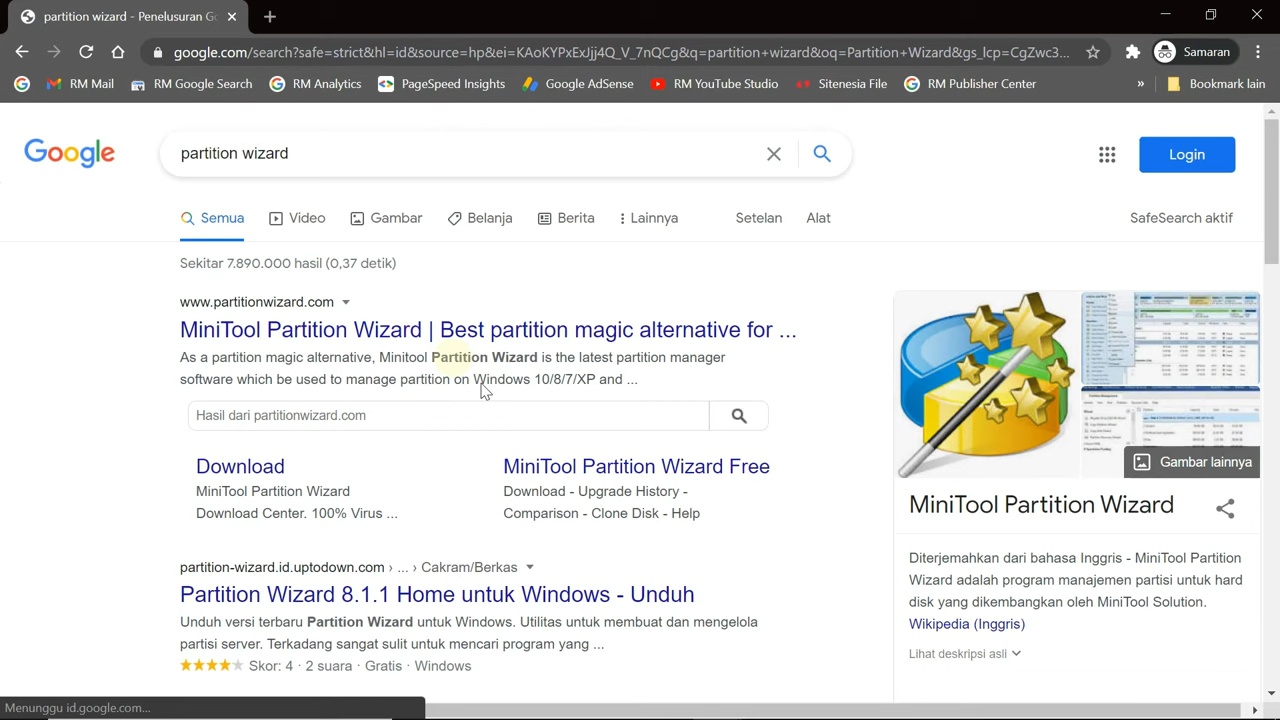 partition wizard - Penelusuran Go
google.com/search?safe=strict&hl=id&source=hp&ei=KAoKYPxExJjj4Q_V_7nQCg&q=partition+wizard&oq=Partition+Wizard&gs_lcp=CgZwc3...
Samaran
RM Mail
RM Google Search
RM Analytics
PageSpeed Insights
Google AdSense
RM YouTube Studio
Sitenesia File
RM Publisher Center
»
Bookmark lain
Google
partition wizard
Login
Semua
Video
Gambar
Belanja
Berita
Lainnya
Setelan
Alat
SafeSearch aktif
Sekitar 7.890.000 hasil (0,37 detik)
www.partitionwizard.com
MiniTool Partition Wizard | Best partition magic alternative for ...
As a partition magic alternative, Minitool Partition Wizard is the latest partition manager
software which be used to manage partition on Windows 10/8/7/XP and ...
Hasil dari partitionwizard.com
Download
MiniTool Partition Wizard
Download Center. 100% Virus ...
MiniTool Partition Wizard Free
Download - Upgrade History -
Comparison - Clone Disk - Help
partition-wizard.id.uptodown.com › ... › Cakram/Berkas
Partition Wizard 8.1.1 Home untuk Windows - Unduh
Unduh versi terbaru Partition Wizard untuk Windows. Utilitas untuk membuat dan mengelola
partisi server. Terkadang sangat sulit untuk mencari program yang ...
Skor: 4 · 2 suara · Gratis · Windows
Gambar lainnya
MiniTool Partition Wizard
Diterjemahkan dari bahasa Inggris - MiniTool Partition
Wizard adalah program manajemen partisi untuk hard
disk yang dikembangkan oleh MiniTool Solution.
Wikipedia (Inggris)
Lihat deskripsi asli
Menunggu id.google.com...